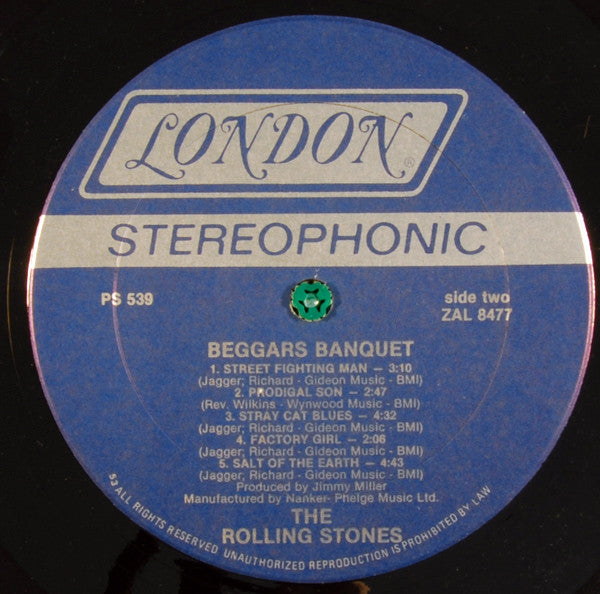 LONDON®
STEREOPHONIC
PS 539
side two
ZAL 8477
BEGGARS BANQUET
1. STREET FIGHTING MAN — 3:10
(Jagger; Richard - Gideon Music - BMI)
2. PRODIGAL SON — 2:47
(Rev. Wilkins - Wynwood Music - BMI)
3. STRAY CAT BLUES — 4:32
(Jagger; Richard - Gideon Music - BMI)
4. FACTORY GIRL — 2:06
(Jagger; Richard - Gideon Music - BMI)
5. SALT OF THE EARTH — 4:43
(Jagger; Richard - Gideon Music - BMI)
Produced by Jimmy Miller
Manufactured by Nanker- Phelge Music Ltd.
THE
ROLLING STONES
53 ALL RIGHTS RESERVED UNAUTHORIZED REPRODUCTION IS PROHIBITED BY LAW